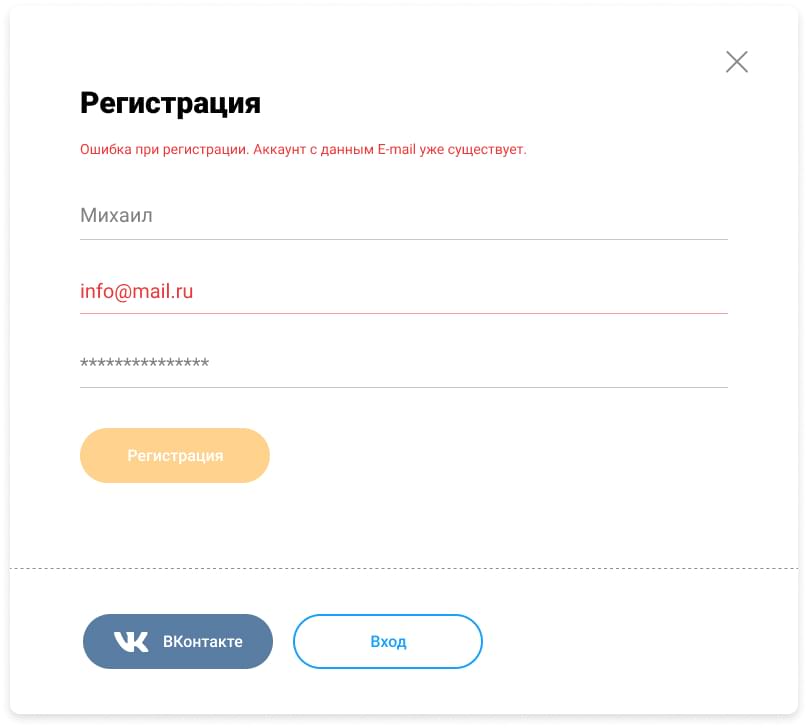 Регистрация
Ошибка при регистрации. Аккаунт с данным E-mail уже существует.
Михаил
info@mail.ru
***************
Регистрация
ВКонтакте
Вход